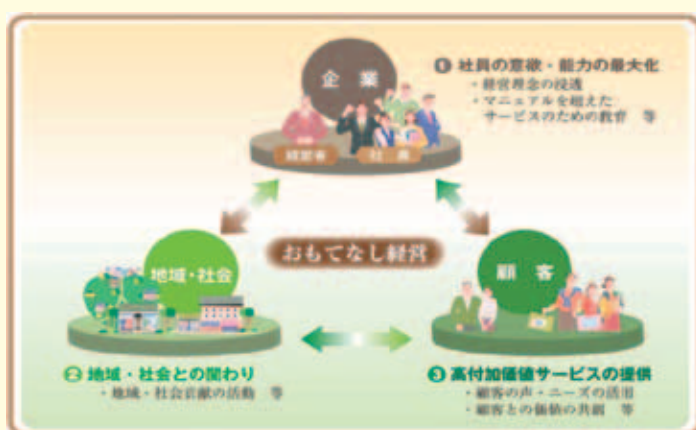 企業
❶ 社員の意欲・能力の最大化
・経営理念の浸透
・マニュアルを超えた
サービスのための教育 等
経営者
社員
おもてなし経営
地域・社会
顧客
❷ 地域・社会との関わり
・地域・社会貢献の活動 等
❸ 高付加価値サービスの提供
・顧客の声・ニーズの活用
・顧客との価値の共創 等